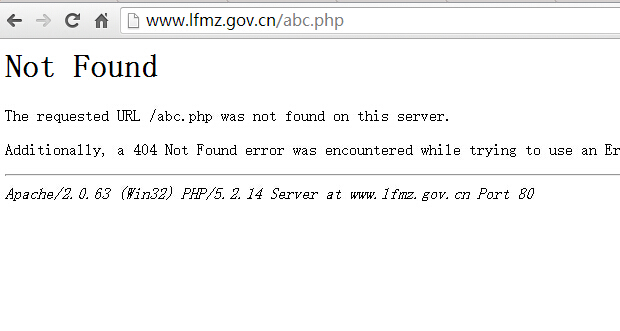 www.lfmz.gov.cn/abc.php
Not Found
The requested URL /abc.php was not found on this server.
Additionally, a 404 Not Found error was encountered while trying to use an Er
Apache/2.0.63 (Win32) PHP/5.2.14 Server at www.lfmz.gov.cn Port 80